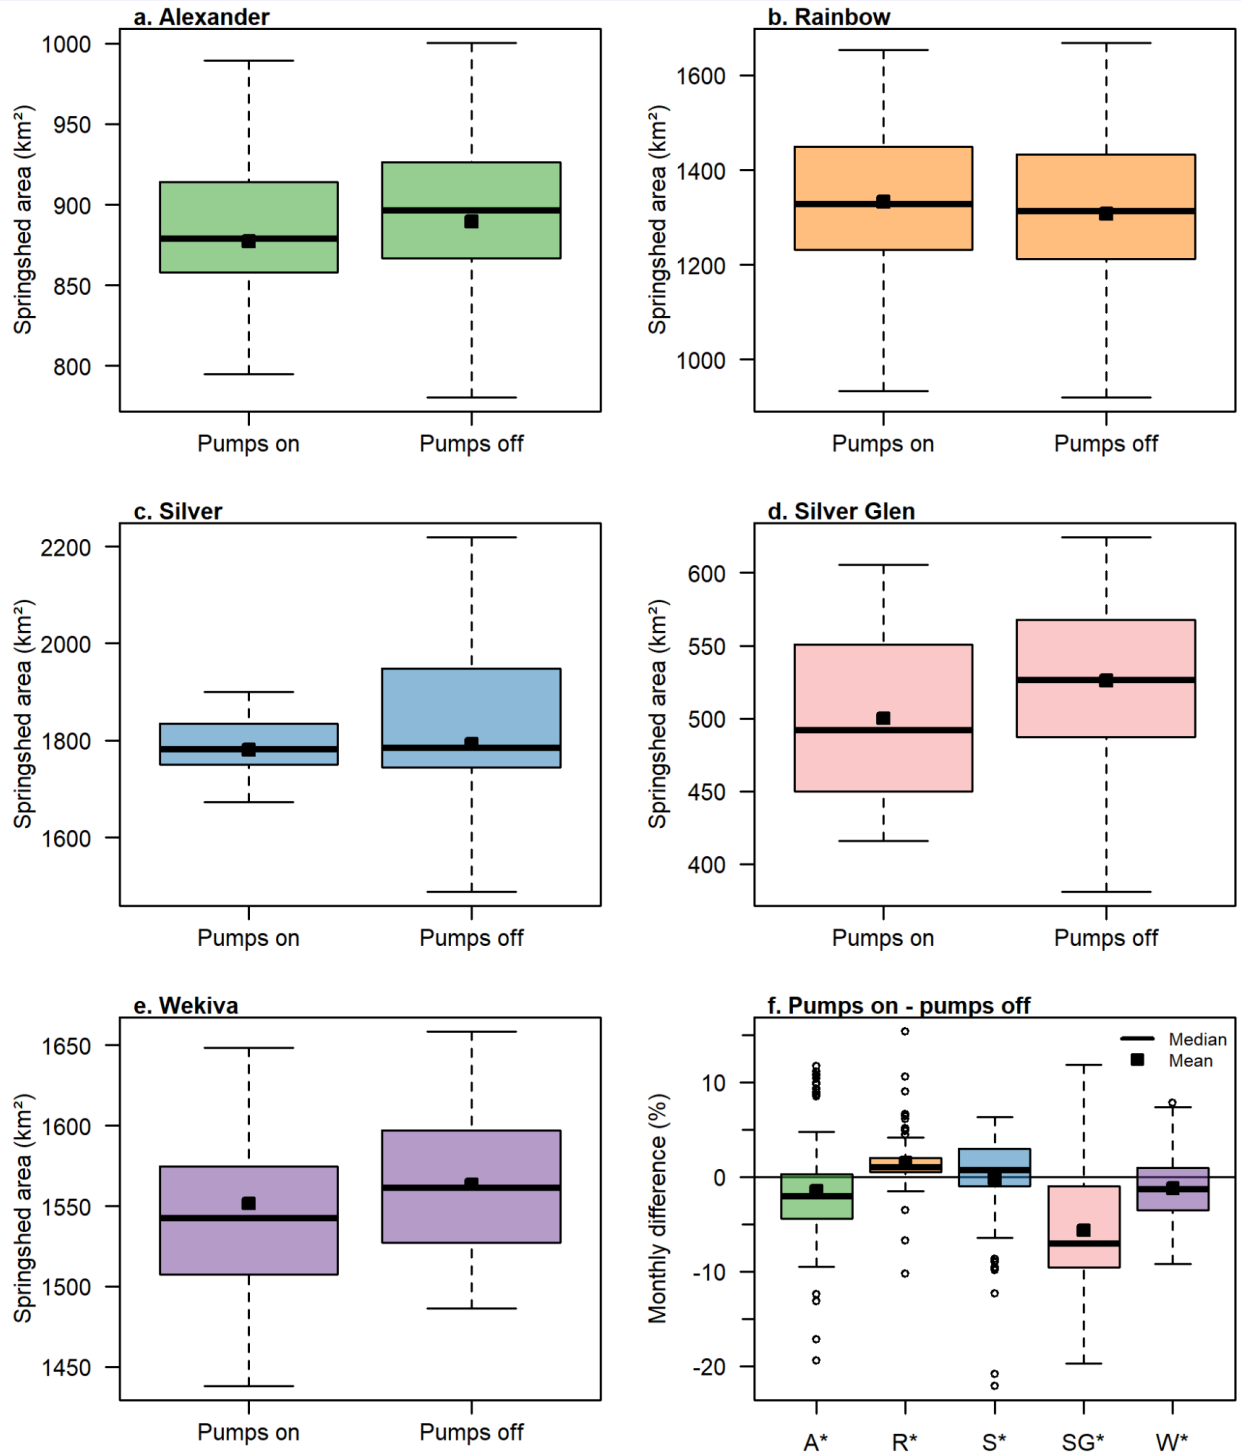 a. Alexander
Springshed area (km²)
1000
950
900
850
800
Pumps on
Pumps off
b. Rainbow
Springshed area (km²)
1600
1400
1200
1000
Pumps on
Pumps off
c. Silver
Springshed area (km²)
2200
2000
1800
1600
Pumps on
Pumps off
d. Silver Glen
Springshed area (km²)
600
550
500
450
400
Pumps on
Pumps off
e. Wekiva
Springshed area (km²)
1650
1600
1550
1500
1450
Pumps on
Pumps off
f. Pumps on - pumps off
Median
Mean
Monthly difference (%)
10
0
-10
-20
A*
R*
S*
SG*
W*